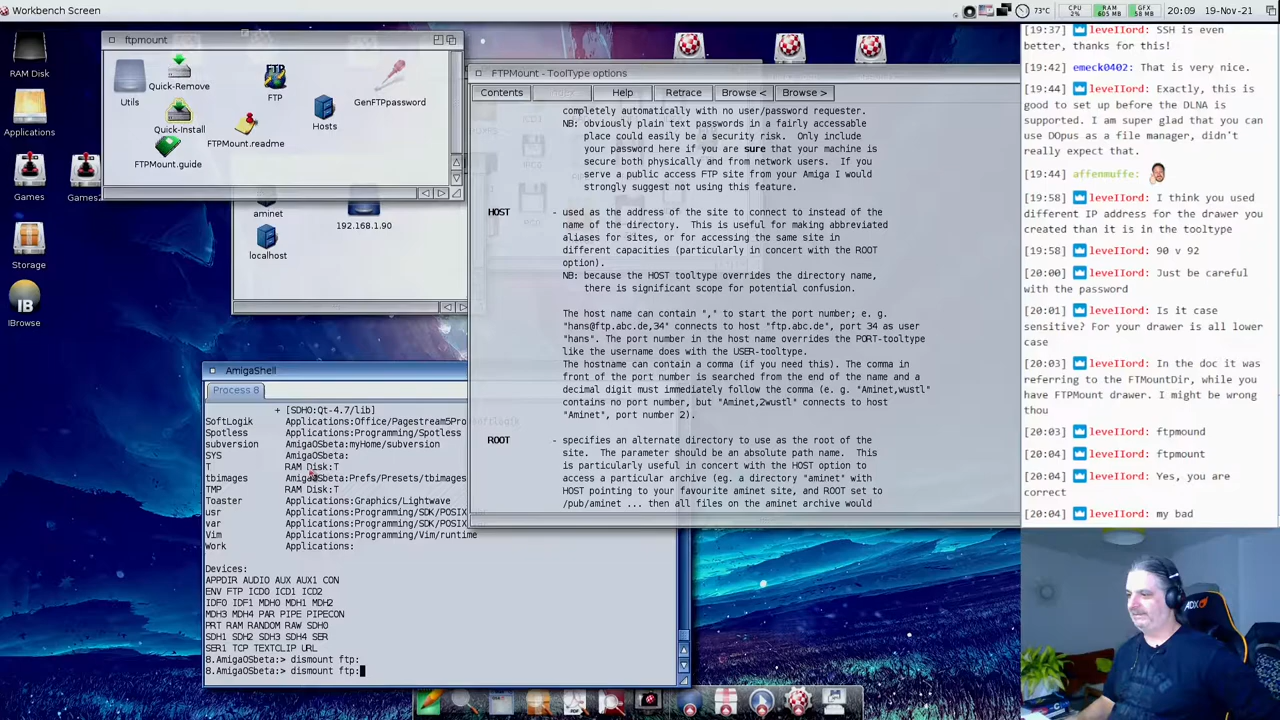 Workbench Screen
73°C
CPU
2%
RAM
605 MB
GFX
58 MB
20:09
19-Nov-21
RAM Disk
Applications
Games
Games
Storage
IBrowse
ftpmount
Utils
Quick-Remove
FTP
GenFTPpassword
Quick-Install
Hosts
FTPMount.readme
FTPMount.guide
aminet
192.168.1.90
localhost
FTPMount - ToolType options
Contents
Index
Help
Retrace
Browse <
Browse >
completely automatically with no user/password requester.
NB: obviously plain text passwords in a fairly accessable
place could easily be a security risk. Only include
your password here if you are sure that your machine is
secure both physically and from network users. If you
serve a public access FTP site from your Amiga I would
strongly suggest not using this feature.
HOST - used as the address of the site to connect to instead of the
name of the directory. This is useful for making abbreviated
aliases for sites, or for accessing the same site in
different capacities (particularly in concert with the ROOT
option).
NB: because the HOST tooltype overrides the directory name,
there is significant scope for potential confusion.
The host name can contain "," to start the port number; e. g.
"hans@ftp.abc.de,34" connects to host "ftp.abc.de", port 34 as user
"hans". The port number in the host name overrides the PORT-tooltype
like the username does with the USER-tooltype.
The hostname can contain a comma (if you need this). The comma in
front of the port number is searched from the end of the name and a
decimal digit must immediately follow the comma (e. g. "Aminet,wustl"
contains no port number, but "Aminet,2wustl" connects to host
"Aminet", port number 2).
ROOT - specifies an alternate directory to use as the root of the
site. The parameter should be an absolute path name. This
is particularly useful in concert with the HOST option to
access a particular archive (eg. a directory "aminet" with
HOST pointing to your favourite aminet site, and ROOT set to
/pub/aminet ... then all files on the aminet archive would
AmigaShell
Process 8
+ [SDH0:Qt-4.7/lib]
SoftLogik Applications:Office/Pagestream5Pro
Spotless Applications:Programming/Spotless
subversion AmigaOSbeta:myHome/subversion
SYS AmigaOSbeta:
T RAM Disk:T
tbimages AmigaOSbeta:Prefs/Presets/tbimages
TMP RAM Disk:T
Toaster Applications:Graphics/Lightwave
usr Applications:Programming/SDK/POSIX
var Applications:Programming/SDK/POSIX
Vim Applications:Programming/Vim/runtime
Work Applications:
Devices:
APPDIR AUDIO AUX AUX1 CON
ENV FTP ICD0 ICD1 ICD2
IDF0 IDF1 MDH0 MDH1 MDH2
MDH3 MDH4 PAR PIPE PIPECON
PRT RAM RANDOM RAW SDH0
SDH1 SDH2 SDH3 SDH4 SER
SER1 TCP TEXTCLIP URL
8.AmigaOSbeta:> dismount ftp:
8.AmigaOSbeta:> dismount ftp:
[19:37] leveIIord: SSH is even
better, thanks for this!
[19:42] emeck0402: That is very nice.
[19:44] leveIIord: Exactly, this is
good to set up before the DLNA is
supported. I am super glad that you can
use DOpus as a file manager, didn't
really expect that.
[19:44] affenmuffe:
[19:58] leveIIord: I think you used
different IP address for the drawer you
created than it is in the tooltype
[19:58] leveIIord: 90 v 92
[20:00] leveIIord: Just be careful
with the password
[20:01] leveIIord: Is it case
sensitive? For your drawer is all lower
case
[20:03] leveIIord: In the doc it was
referring to the FTMountDir, while you
have FTPMount drawer. I might be wrong
thou
[20:03] leveIIord: ftpmound
[20:03] leveIIord: ftpmount
[20:04] leveIIord: Yes, you are
correct
[20:04] leveIIord: my bad